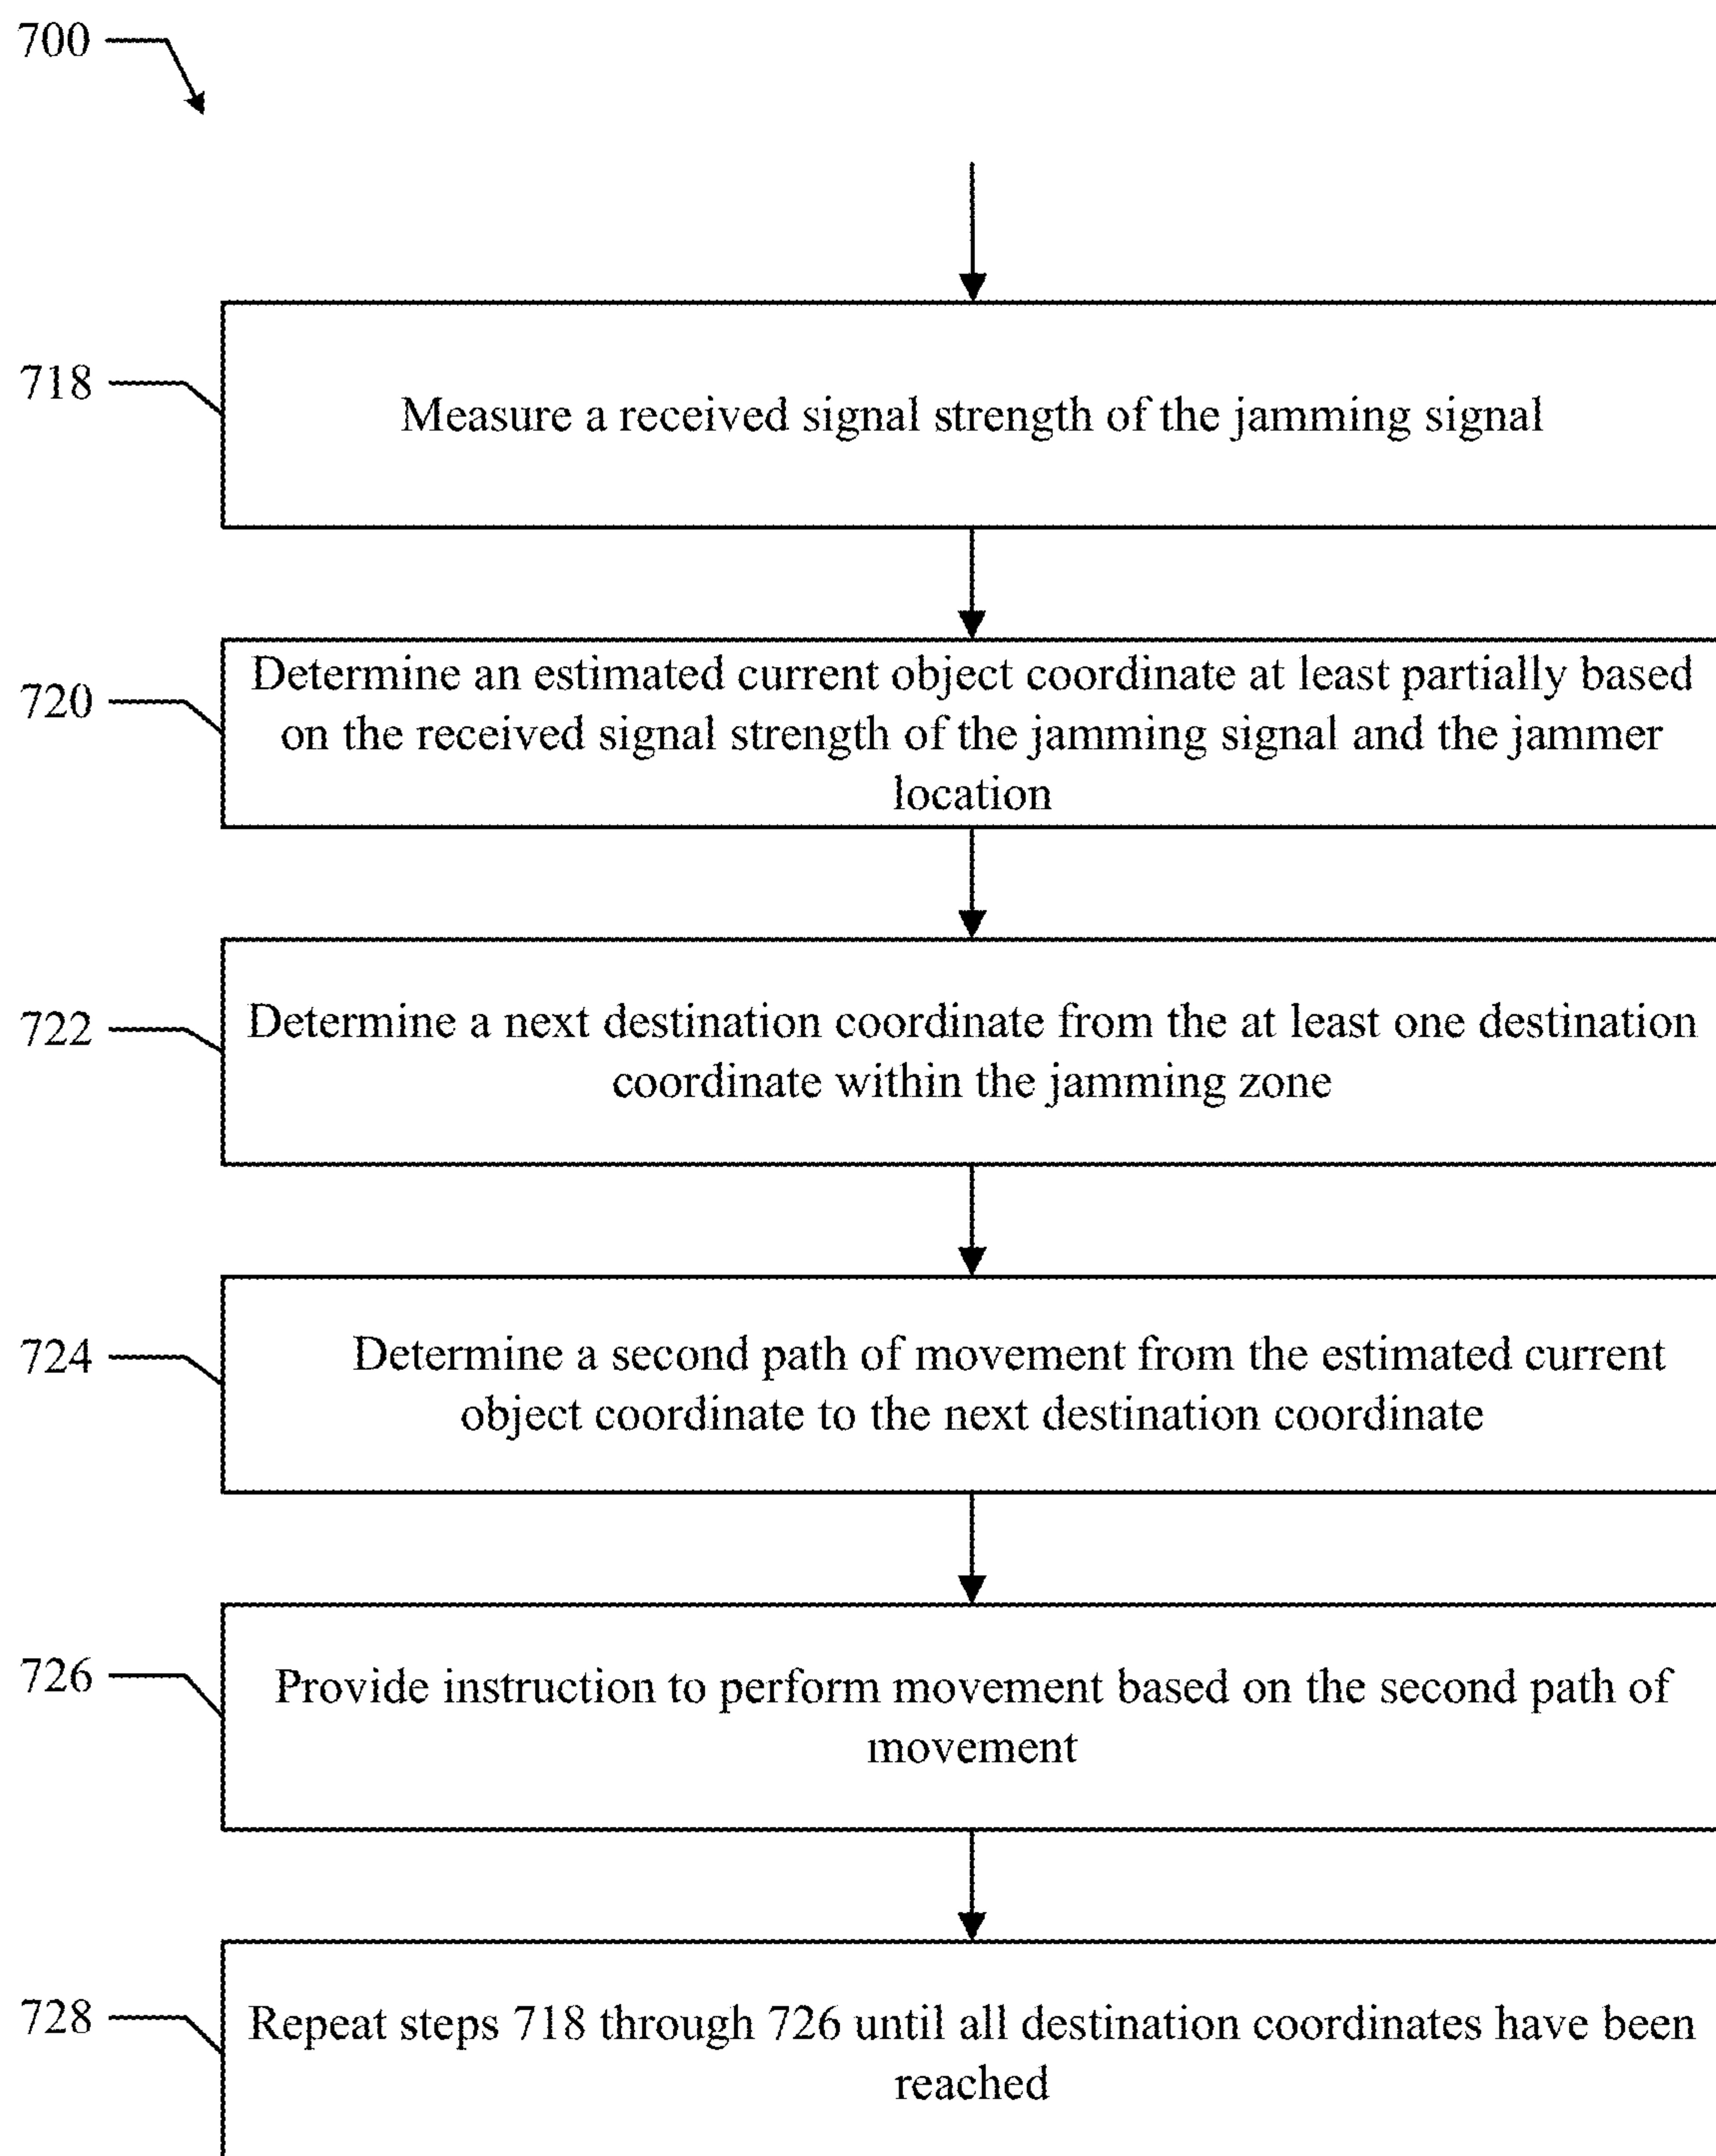 700
718
Measure a received signal strength of the jamming signal
720
Determine an estimated current object coordinate at least partially based
on the received signal strength of the jamming signal and the jammer
location
722
Determine a next destination coordinate from the at least one destination
coordinate within the jamming zone
724
Determine a second path of movement from the estimated current
object coordinate to the next destination coordinate
726
Provide instruction to perform movement based on the second path of
movement
728
Repeat steps 718 through 726 until all destination coordinates have been
reached